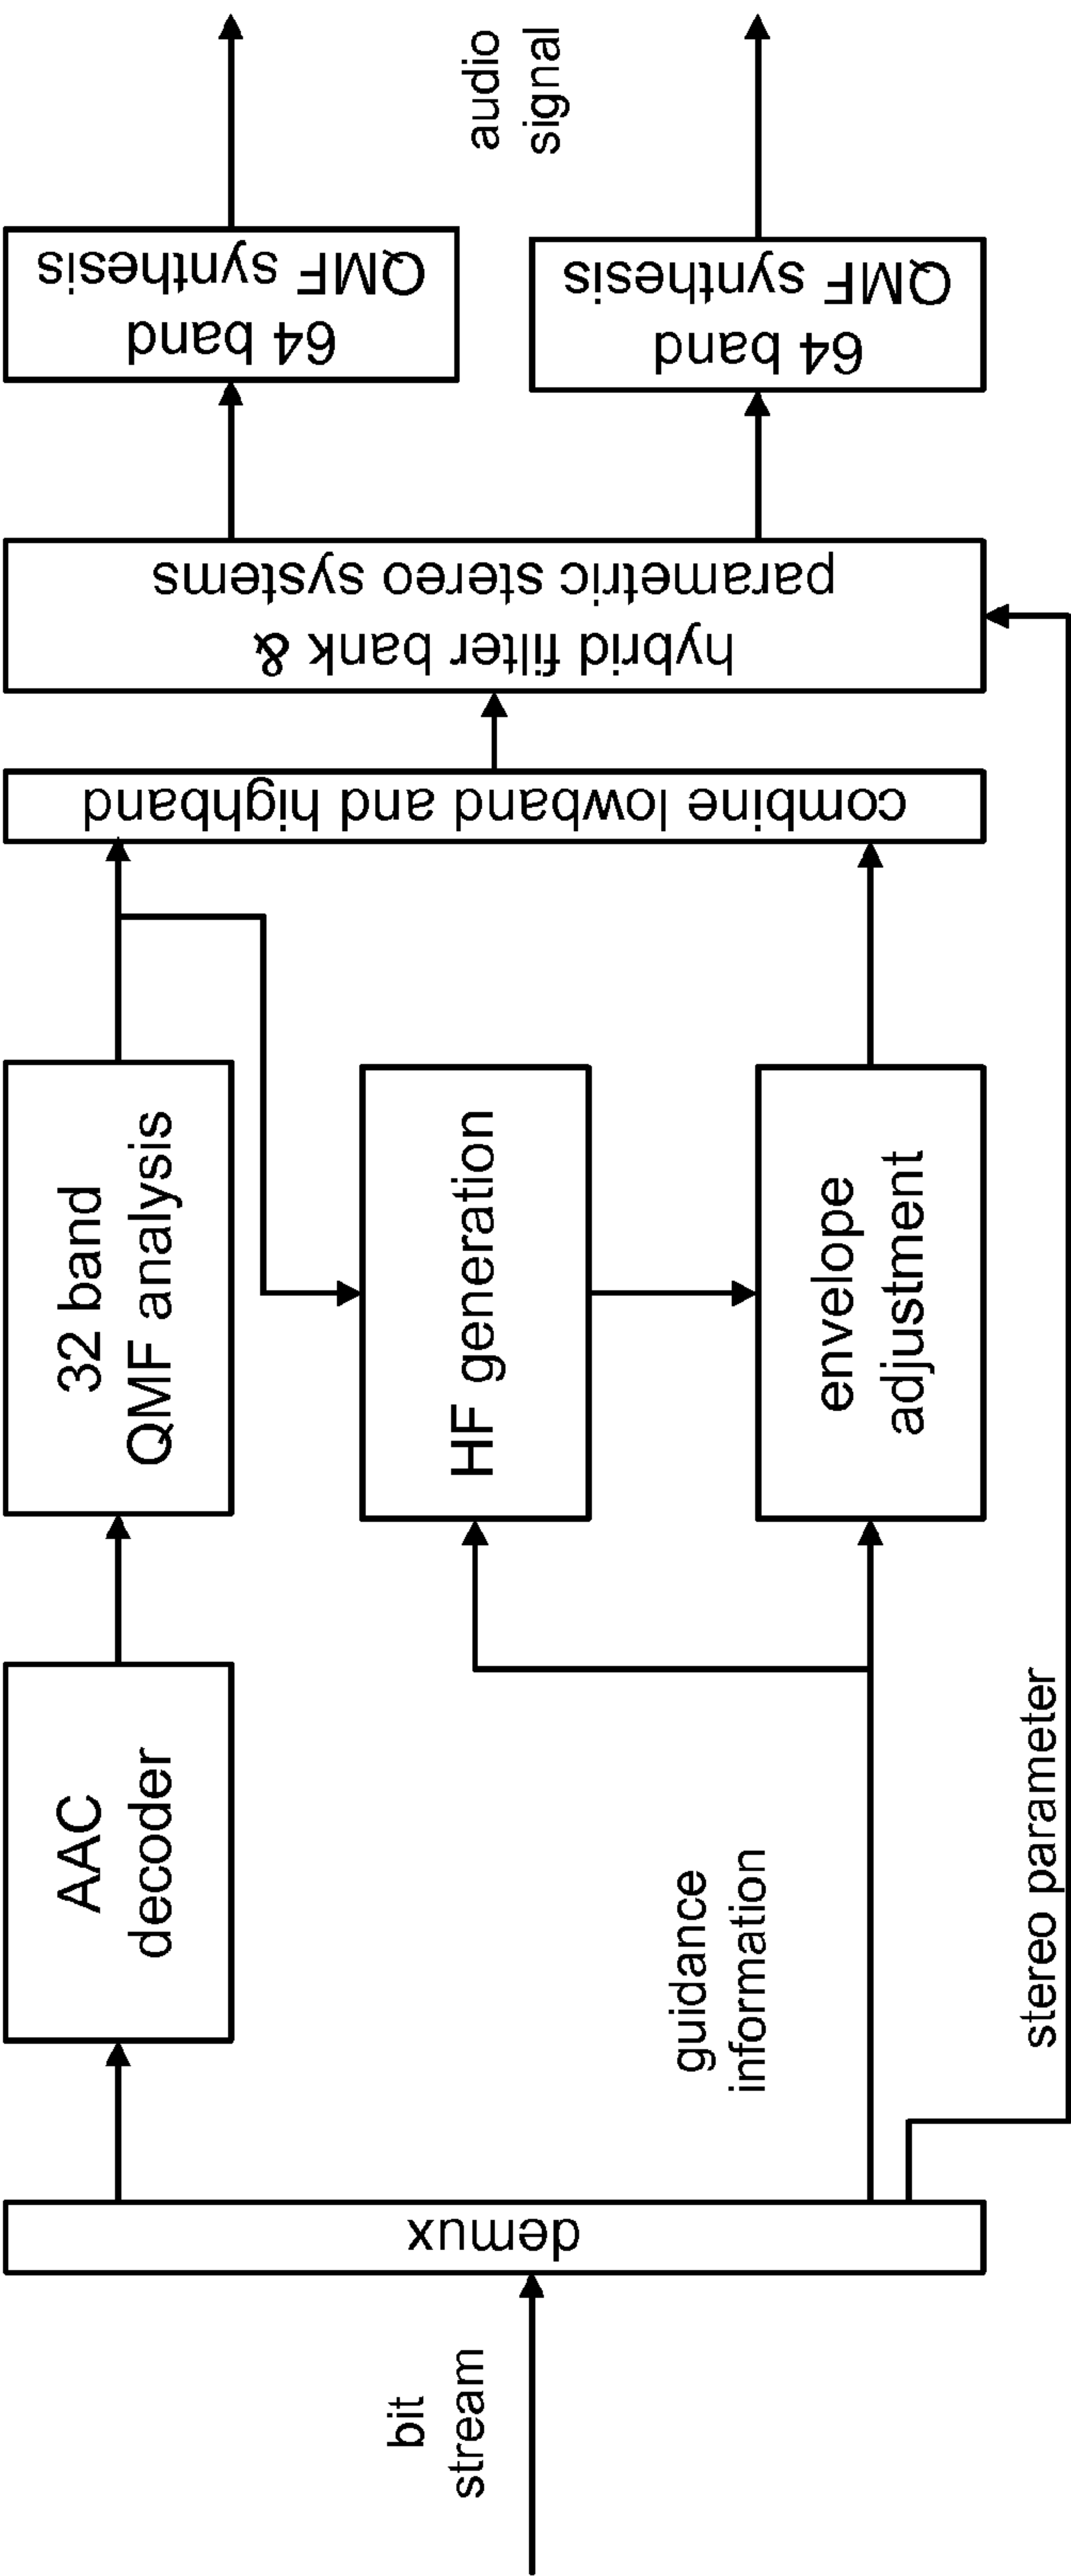 bit
stream
demux
AAC
decoder
guidance
information
stereo parameter
32 band
QMF analysis
HF generation
envelope
adjustment
combine lowband and highband
hybrid filter bank &
parametric stereo systems
64 band
QMF synthesis
64 band
QMF synthesis
audio
signal